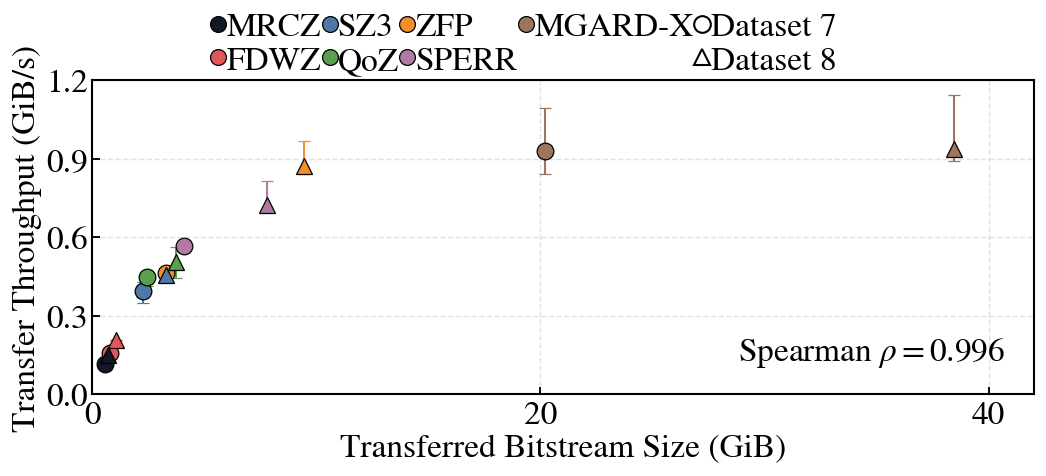 MRCZ SZ3 ZFP MGARD-X Dataset 7
FDWZ QoZ SPERR Dataset 8
Transfer Throughput (GiB/s)
1.2
0.9
0.6
0.3
0.0
Spearman ρ = 0.996
0 20 40
Transferred Bitstream Size (GiB)